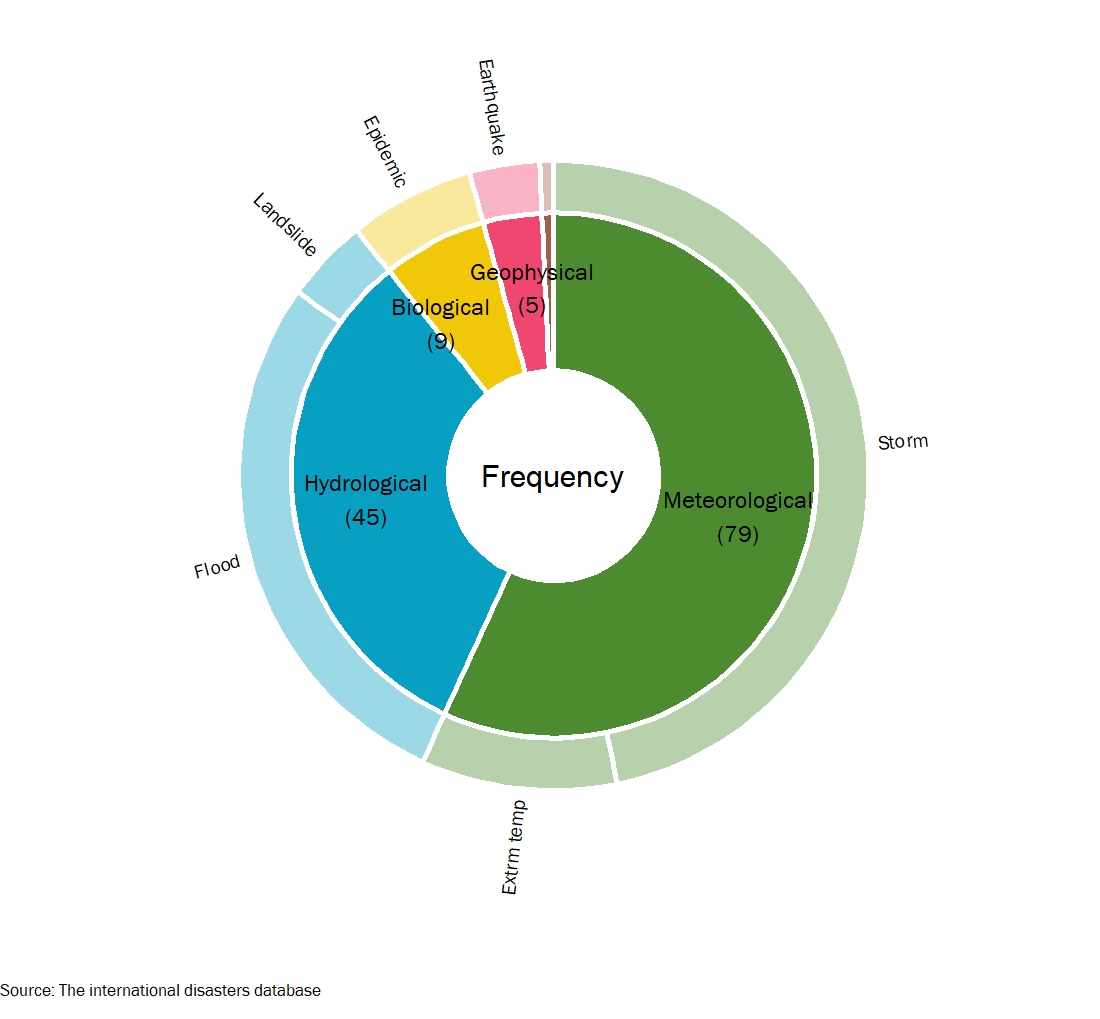 Earthquake
Epidemic
Landslide
Geophysical
(5)
Biological
(9)
Storm
Frequency
Hydrological
(45)
Meteorological
(79)
Flood
Extrm temp
Source: The international disasters database